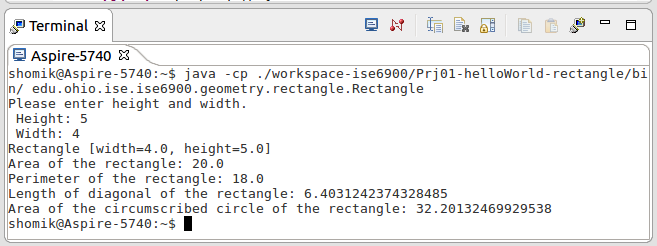 Terminal
Aspire-5740
shomik@Aspire-5740:~$ java -cp ./workspace-ise6900/Prj01-helloWorld-rectangle/bi
n/ edu.ohio.ise.ise6900.geometry.rectangle.Rectangle
Please enter height and width.
 Height: 5
 Width: 4
Rectangle [width=4.0, height=5.0]
Area of the rectangle: 20.0
Perimeter of the rectangle: 18.0
Length of diagonal of the rectangle: 6.4031242374328485
Area of the circumscribed circle of the rectangle: 32.20132469929538
shomik@Aspire-5740:~$